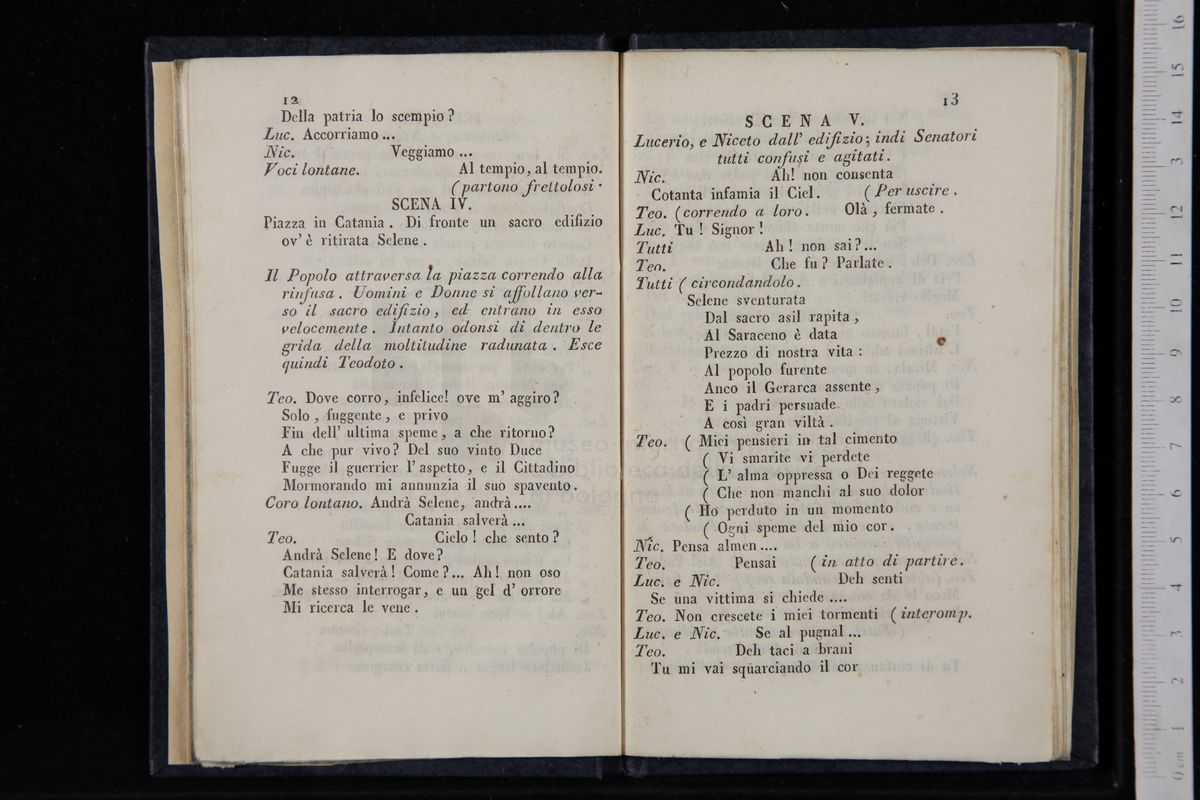 12
Della patria lo scempio ?
Luc. Accorriamo ...
Nic. Veggiamo ...
Voci lontane. Al tempio, al tempio.
( partono frettolosi .
SCENA IV.
Piazza in Catania . Di fronte un sacro edifizio
ov' è ritirata Selene .
Il Popolo attraversa la piazza correndo alla
rinfusa . Uomini e Donne si affollano ver-
so il sacro edifizio , ed entrano in esso
velocemente . Intanto odonsi di dentro le
grida della moltitudine radunata . Esce
quindi Teodoto .
Teo. Dove corro, infelice! ove m' aggiro?
Solo , fuggente , e privo
Fin dell' ultima speme, a che ritorno?
A che pur vivo? Del suo vinto Duce
Fugge il guerrier l' aspetto, e il Cittadino
Mormorando mi annunzia il suo spavento.
Coro lontano. Andrà Selene, andrà....
Catania salverà ...
Teo. Cielo ! che sento ?
Andrà Selene! E dove?
Catania salverà! Come ?... Ah! non oso
Me stesso interrogar, e un gel d' orrore
Mi ricerca le vene .
13
SCENA V.
Lucerio, e Niceto dall' edifizio; indi Senatori
tutti confusi e agitati.
Nic. Ah! non consenta
Cotanta infamia il Ciel. ( Per uscire .
Teo. (correndo a loro. Olà , fermate .
Luc. Tu ! Signor !
Tutti Ah ! non sai ?...
Teo. Che fu ? Parlate .
Tutti ( circondandolo .
Selene sventurata
Dal sacro asil rapita ,
Al Saraceno è data
Prezzo di nostra vita :
Al popolo furente
Anco il Gerarca assente ,
E i padri persuade
A così gran viltà .
Teo. ( Miei pensieri in tal cimento
( Vi smarite vi perdete
( L' alma oppressa o Dei reggete
( Che non manchi al suo dolor
( Ho perduto in un momento
( Ogni speme del mio cor .
Nic. Pensa almen ....
Teo. Pensai ( in atto di partire.
Luc. e Nic. Deh senti
Se una vittima si chiede ....
Teo. Non crescete i miei tormenti ( interomp.
Luc. e Nic. Se al pugnal ...
Teo. Deh taci a brani
Tu mi vai squarciando il cor